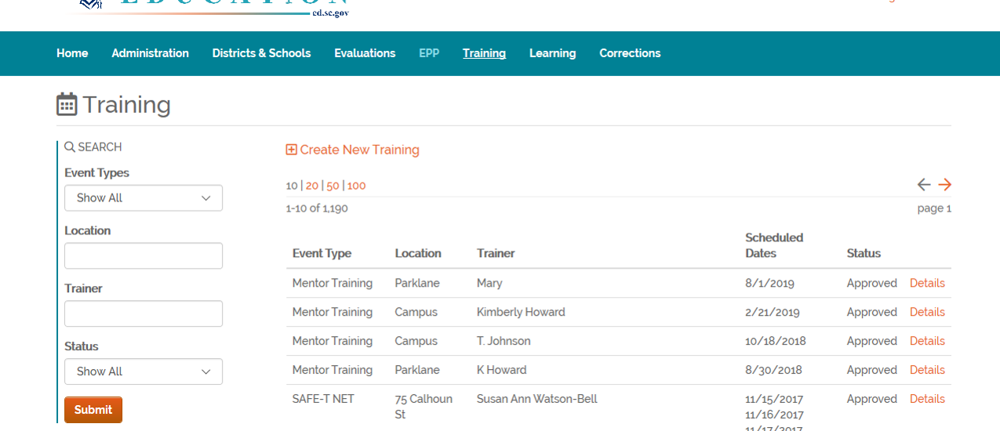 EDUCATION
ed.sc.gov
Home Administration Districts & Schools Evaluations EPP Training Learning Corrections
Training
SEARCH
Event Types
Show All
Location
Trainer
Status
Show All
Submit
Create New Training
10 | 20 | 50 | 100
1-10 of 1,190 page 1
Event Type Location Trainer Scheduled Dates Status
Mentor Training Parklane Mary 8/1/2019 Approved Details
Mentor Training Campus Kimberly Howard 2/21/2019 Approved Details
Mentor Training Campus T. Johnson 10/18/2018 Approved Details
Mentor Training Parklane K Howard 8/30/2018 Approved Details
SAFE-T NET 75 Calhoun St Susan Ann Watson-Bell 11/15/2017 Approved Details
11/16/2017
11/17/2017